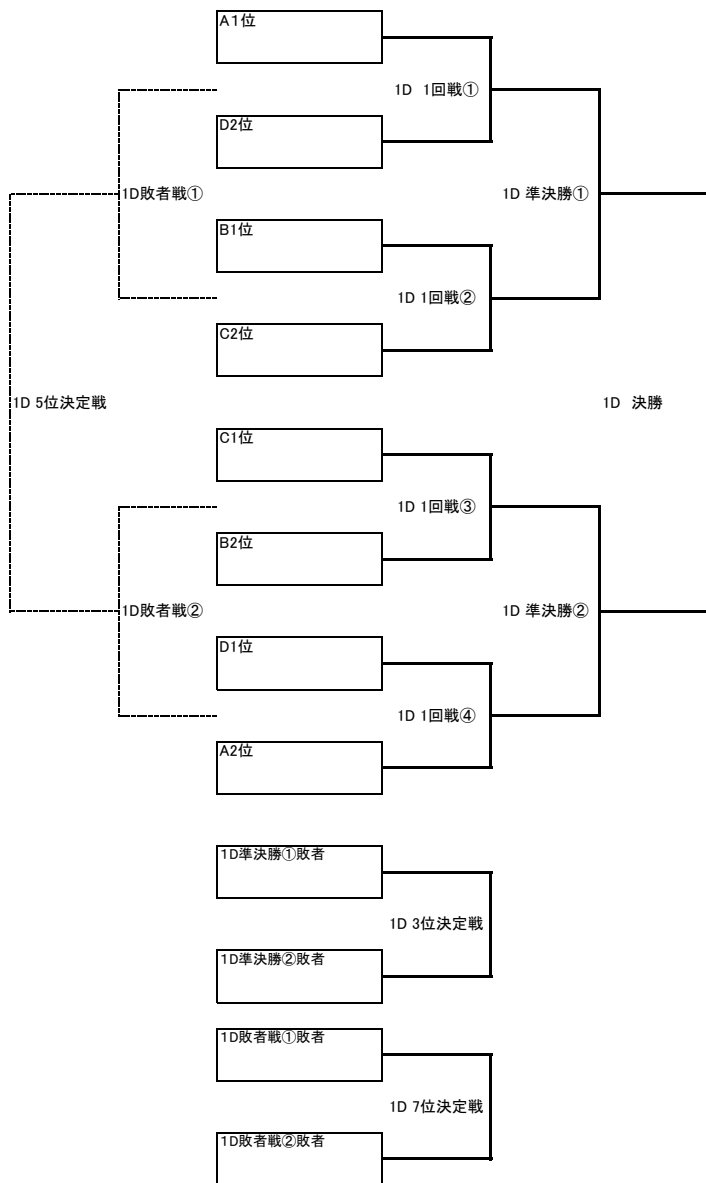 A1位
1D 1回戦①
D2位
1D敗者戦①
1D 準決勝①
B1位
1D 1回戦②
C2位
1D 5位決定戦
1D 決勝
C1位
1D 1回戦③
B2位
1D敗者戦②
1D 準決勝②
D1位
1D 1回戦④
A2位
1D準決勝①敗者
1D 3位決定戦
1D準決勝②敗者
1D敗者戦①敗者
1D 7位決定戦
1D敗者戦②敗者